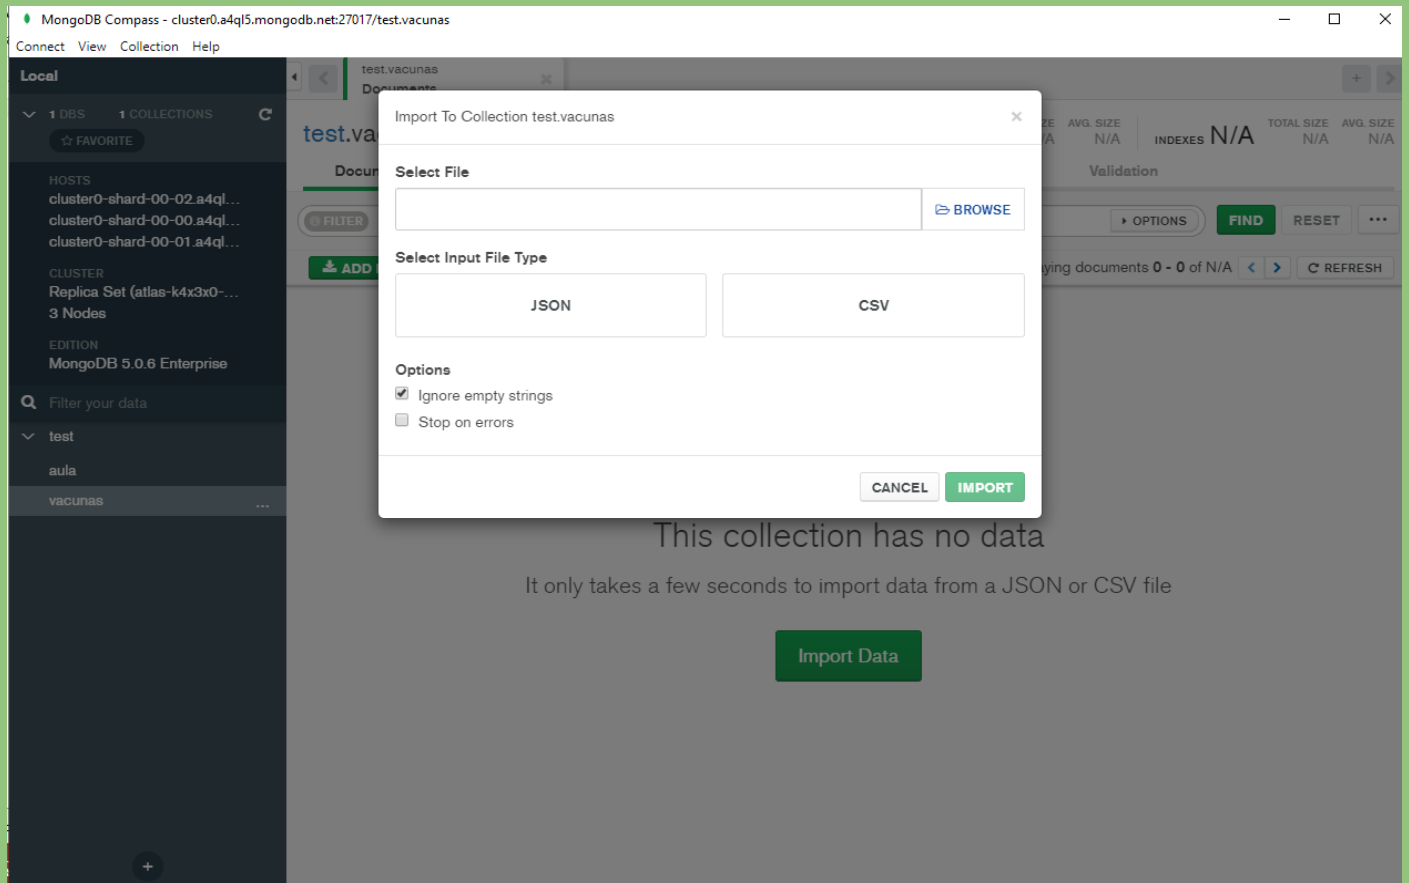 MongoDB Compass - cluster0.a4ql5.mongodb.net:27017/test.vacunas
Connect View Collection Help
Local
1 DBS 1 COLLECTIONS
FAVORITE
HOSTS
cluster0-shard-00-02.a4ql...
cluster0-shard-00-00.a4ql...
cluster0-shard-00-01.a4ql...
CLUSTER
Replica Set (atlas-k4x3x0-...
3 Nodes
EDITION
MongoDB 5.0.6 Enterprise
Filter your data
test
aula
vacunas ...
test.vacunas
Documents
test.va
AVG. SIZE
N/A
INDEXES N/A
TOTAL SIZE
N/A
AVG. SIZE
N/A
Docum
Validation
FILTER
OPTIONS
FIND
RESET
...
ADD
ying documents 0 - 0 of N/A
REFRESH
Import To Collection test.vacunas
Select File
BROWSE
Select Input File Type
JSON CSV
Options
Ignore empty strings
Stop on errors
CANCEL IMPORT
This collection has no data
It only takes a few seconds to import data from a JSON or CSV file
Import Data